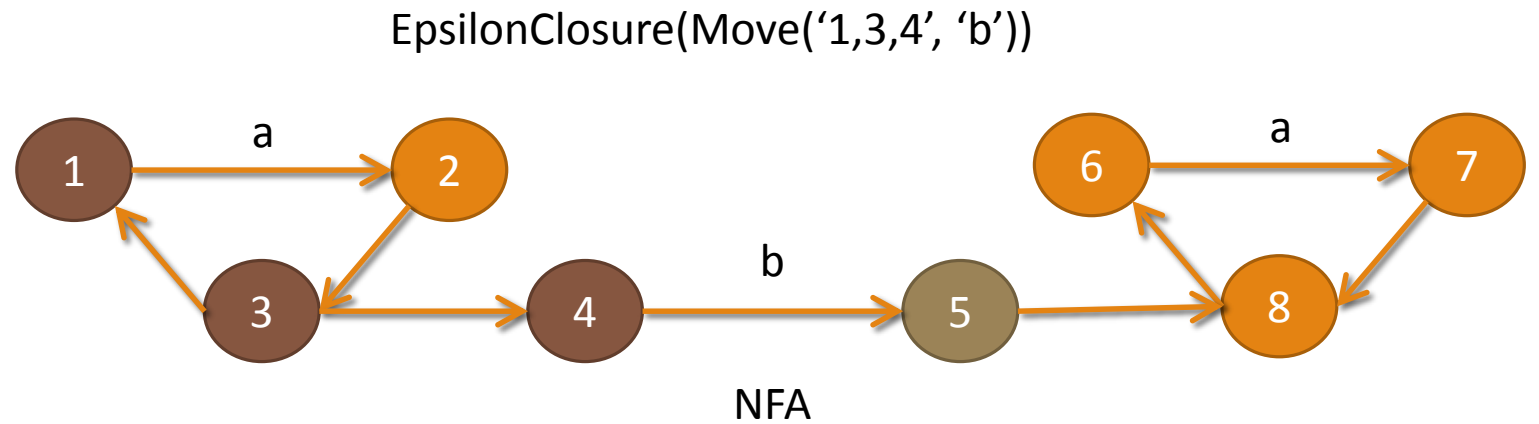 EpsilonClosure(Move(‘1,3,4’, ‘b’))
a
a
1
2
6
7
b
3
4
5
8
NFA